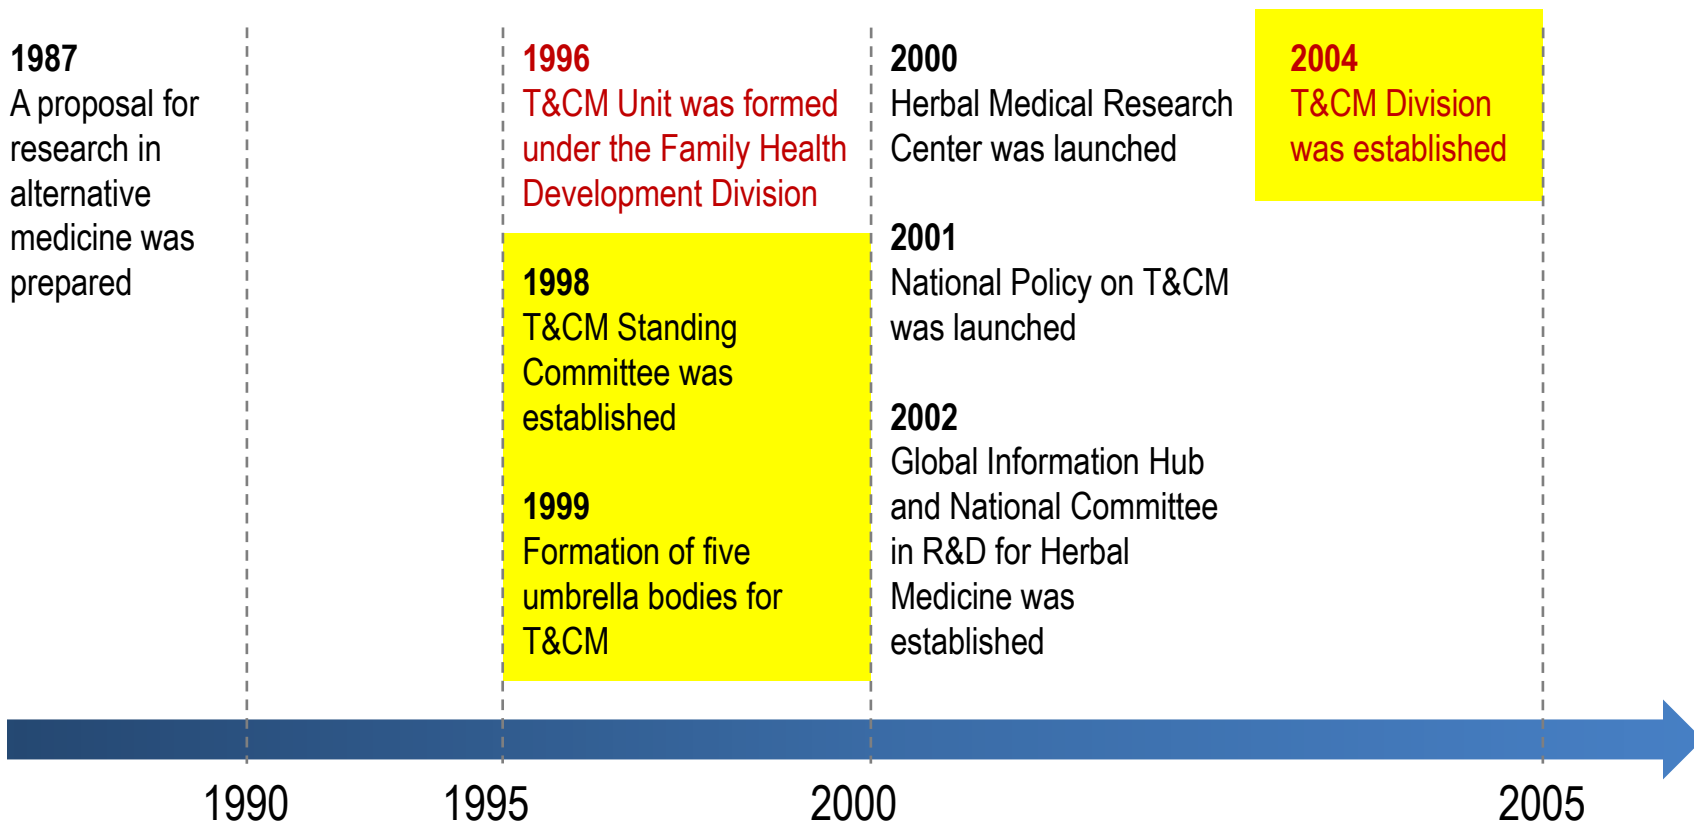 1987
A proposal for
research in
alternative
medicine was
prepared
1996
T&CM Unit was formed
under the Family Health
Development Division
1998
T&CM Standing
Committee was
established
1999
Formation of five
umbrella bodies for
T&CM
2000
Herbal Medical Research
Center was launched
2001
National Policy on T&CM
was launched
2002
Global Information Hub
and National Committee
in R&D for Herbal
Medicine was
established
2004
T&CM Division
was established
1990
1995
2000
2005